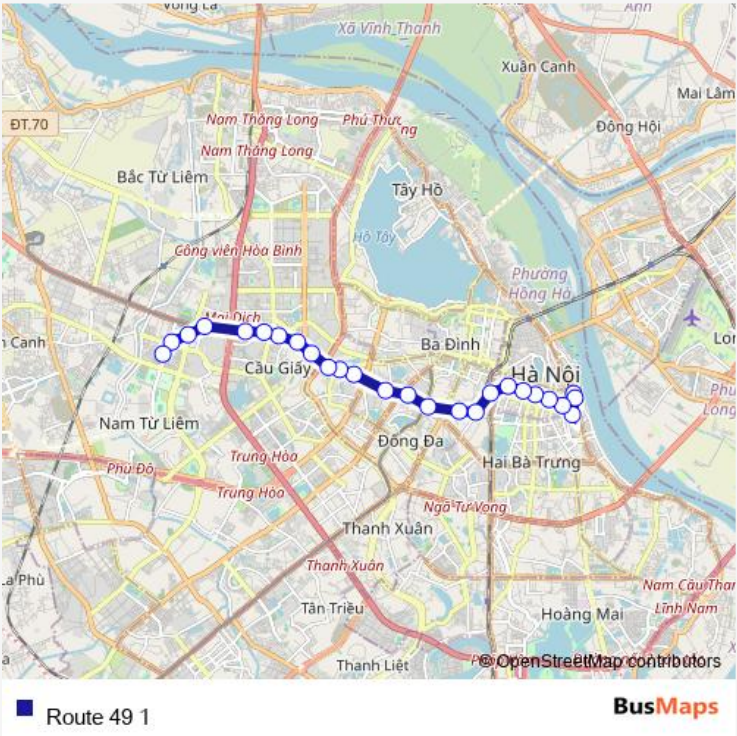 Vong La
Xã Vĩnh Thanh
Xuân Canh
Mai Lâm
ĐT.70
Nam Thăng Long
Phú Thượng
Đông Hội
Nam Thăng Long
Bắc Từ Liêm
Tây Hồ
Hồ Tây
Công viên Hòa Bình
Phường
Hồng Hà
Mai Dịch
Canh
Ba Đình
Cầu Giấy
Hà Nội
Phu
Long
Nam Từ Liêm
Đống Đa
Trung Hòa
Hai Bà Trưng
Phú Đô
Trung Hòa
Ngã Tư Vọng
Thanh Xuân
Thanh Xuân
La Phù
Nam Cầu Thar
Tân Triều
Hoàng Mai
Lĩnh Nam
Thanh Liệt
© OpenStreetMap contributors
Route 49 1
BusMaps